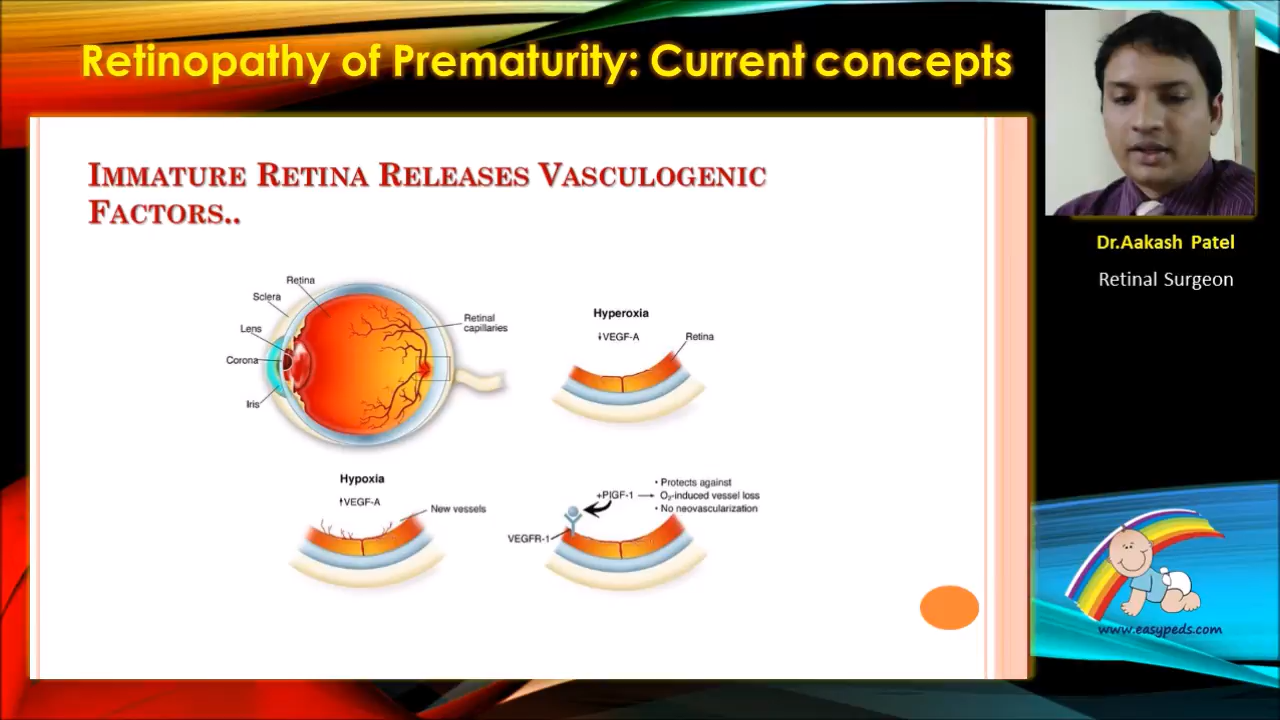 Retinopathy of Prematurity: Current concepts
IMMATURE RETINA RELEASES VASCULOGENIC
FACTORS..
Retina
Sclera
Lens
Corona
Iris
Retinal
capillaries
Hyperoxia
↓VEGF-A
Retina
Hypoxia
↑VEGF-A
New vessels
+PlGF-1
• Protects against
O₂-induced vessel loss
• No neovascularization
VEGFR-1
Dr.Aakash Patel
Retinal Surgeon
www.easypeds.com